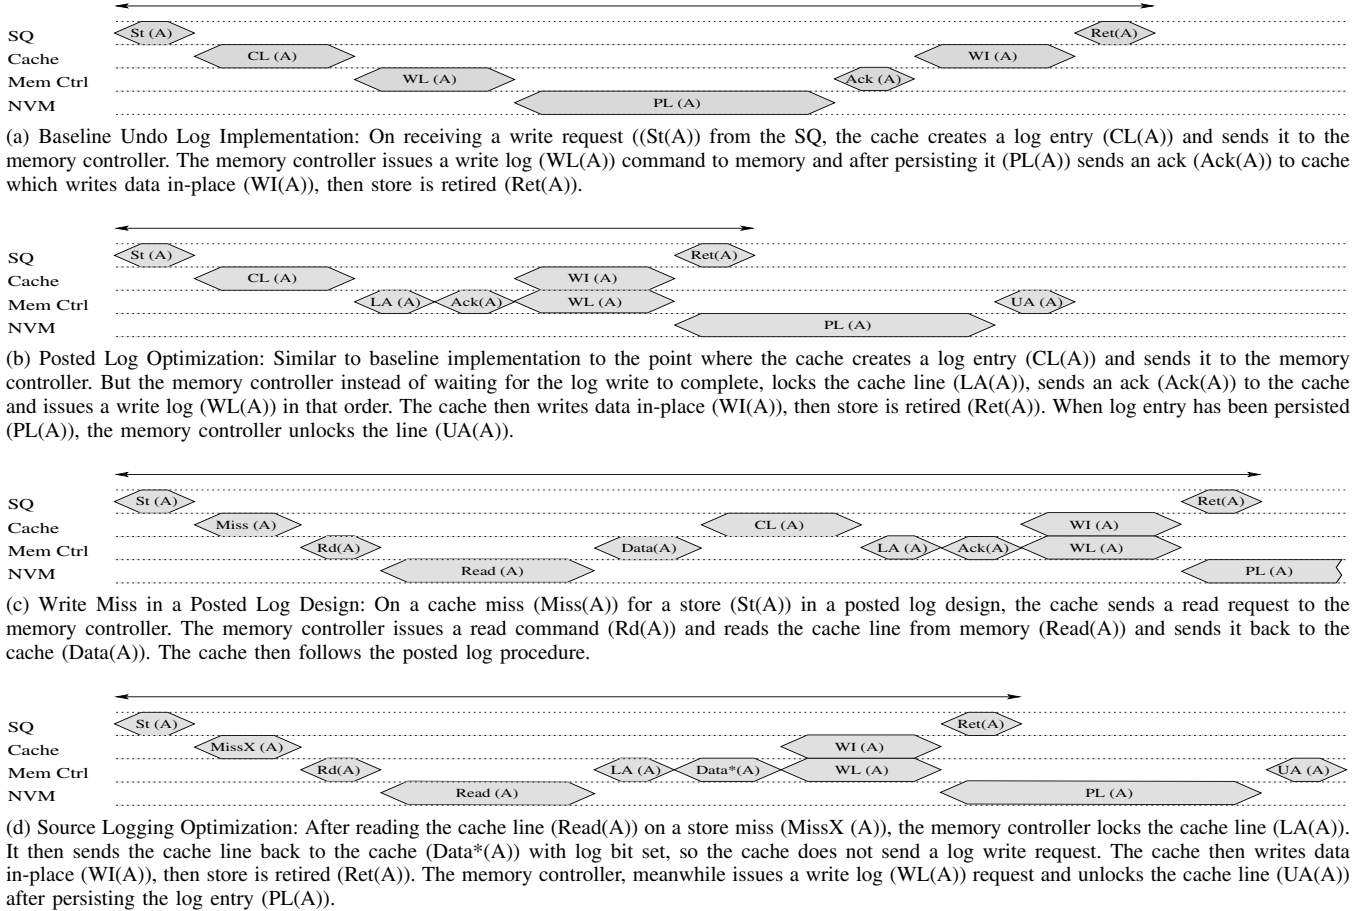 SQ St (A) Ret(A)
Cache CL (A) WI (A)
Mem Ctrl WL (A) Ack (A)
NVM PL (A)
(a) Baseline Undo Log Implementation: On receiving a write request ((St(A)) from the SQ, the cache creates a log entry (CL(A)) and sends it to the
memory controller. The memory controller issues a write log (WL(A)) command to memory and after persisting it (PL(A)) sends an ack (Ack(A)) to cache
which writes data in-place (WI(A)), then store is retired (Ret(A)).
SQ St (A) Ret(A)
Cache CL (A) WI (A)
Mem Ctrl LA (A) Ack(A) WL (A) UA (A)
NVM PL (A)
(b) Posted Log Optimization: Similar to baseline implementation to the point where the cache creates a log entry (CL(A)) and sends it to the memory
controller. But the memory controller instead of waiting for the log write to complete, locks the cache line (LA(A)), sends an ack (Ack(A)) to the cache
and issues a write log (WL(A)) in that order. The cache then writes data in-place (WI(A)), then store is retired (Ret(A)). When log entry has been persisted
(PL(A)), the memory controller unlocks the line (UA(A)).
SQ St (A) Ret(A)
Cache Miss (A) CL (A) WI (A)
Mem Ctrl Rd(A) Data(A) LA (A) Ack(A) WL (A)
NVM Read (A) PL (A)
(c) Write Miss in a Posted Log Design: On a cache miss (Miss(A)) for a store (St(A)) in a posted log design, the cache sends a read request to the
memory controller. The memory controller issues a read command (Rd(A)) and reads the cache line from memory (Read(A)) and sends it back to the
cache (Data(A)). The cache then follows the posted log procedure.
SQ St (A) Ret(A)
Cache MissX (A) WI (A)
Mem Ctrl Rd(A) LA (A) Data*(A) WL (A) UA (A)
NVM Read (A) PL (A)
(d) Source Logging Optimization: After reading the cache line (Read(A)) on a store miss (MissX (A)), the memory controller locks the cache line (LA(A)).
It then sends the cache line back to the cache (Data*(A)) with log bit set, so the cache does not send a log write request. The cache then writes data
in-place (WI(A)), then store is retired (Ret(A)). The memory controller, meanwhile issues a write log (WL(A)) request and unlocks the cache line (UA(A))
after persisting the log entry (PL(A)).